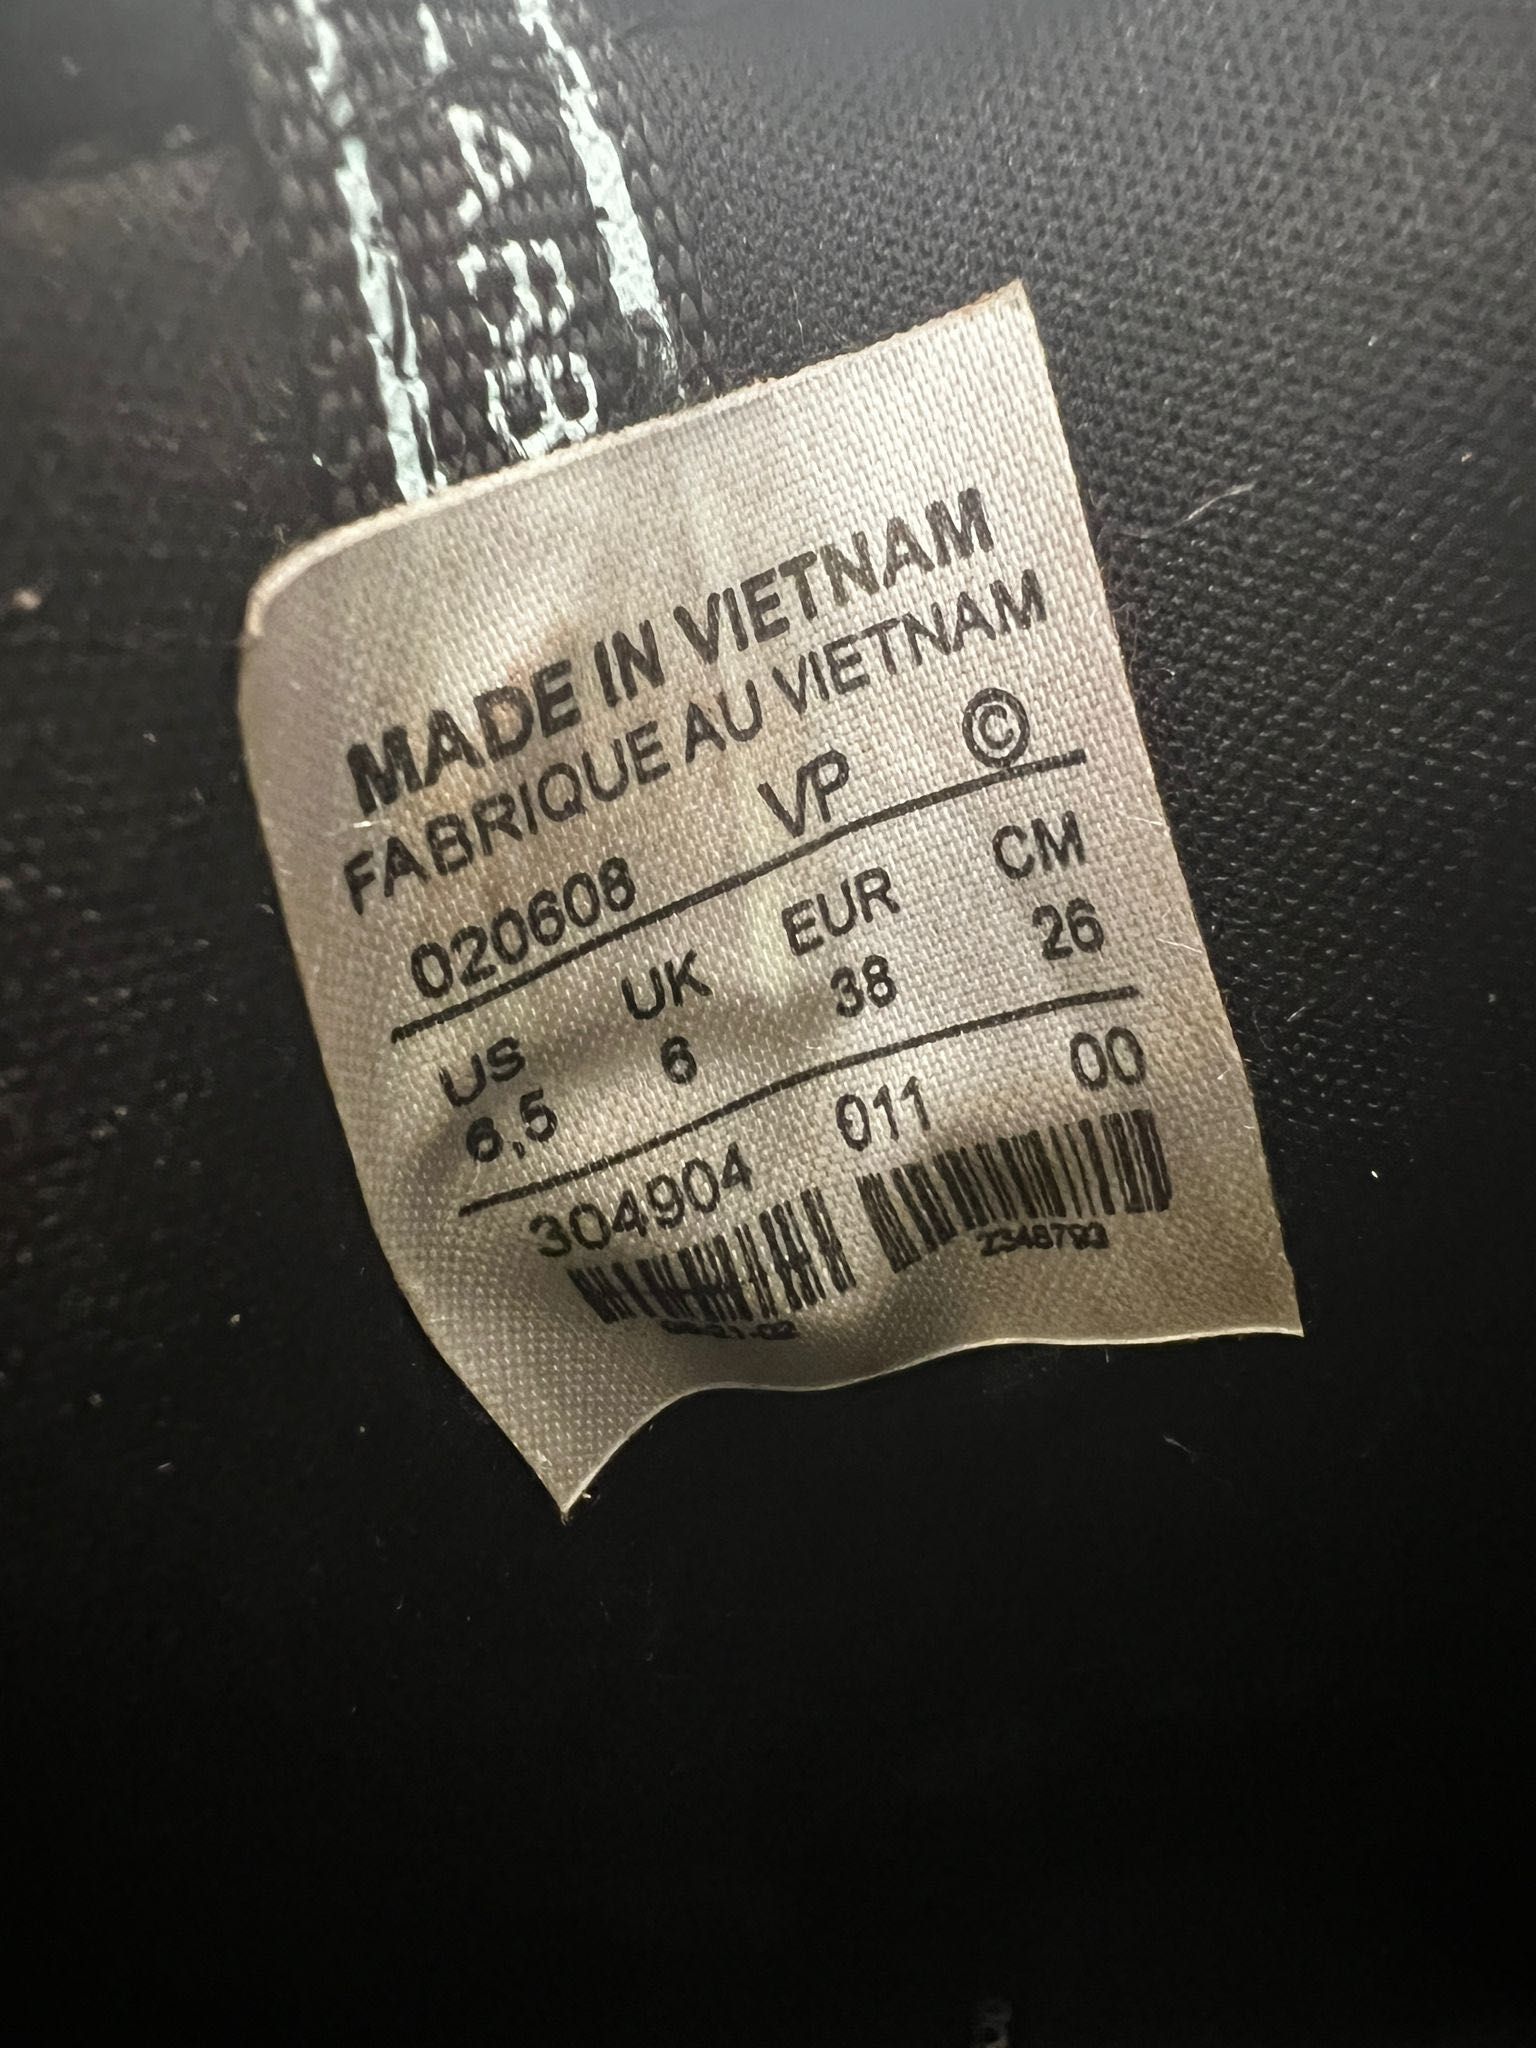 MADE IN VIETNAM
FABRIQUE AU VIETNAM
020608 VP ©
US UK EUR CM
6,5 6 38 26
304904 011 00
2348793